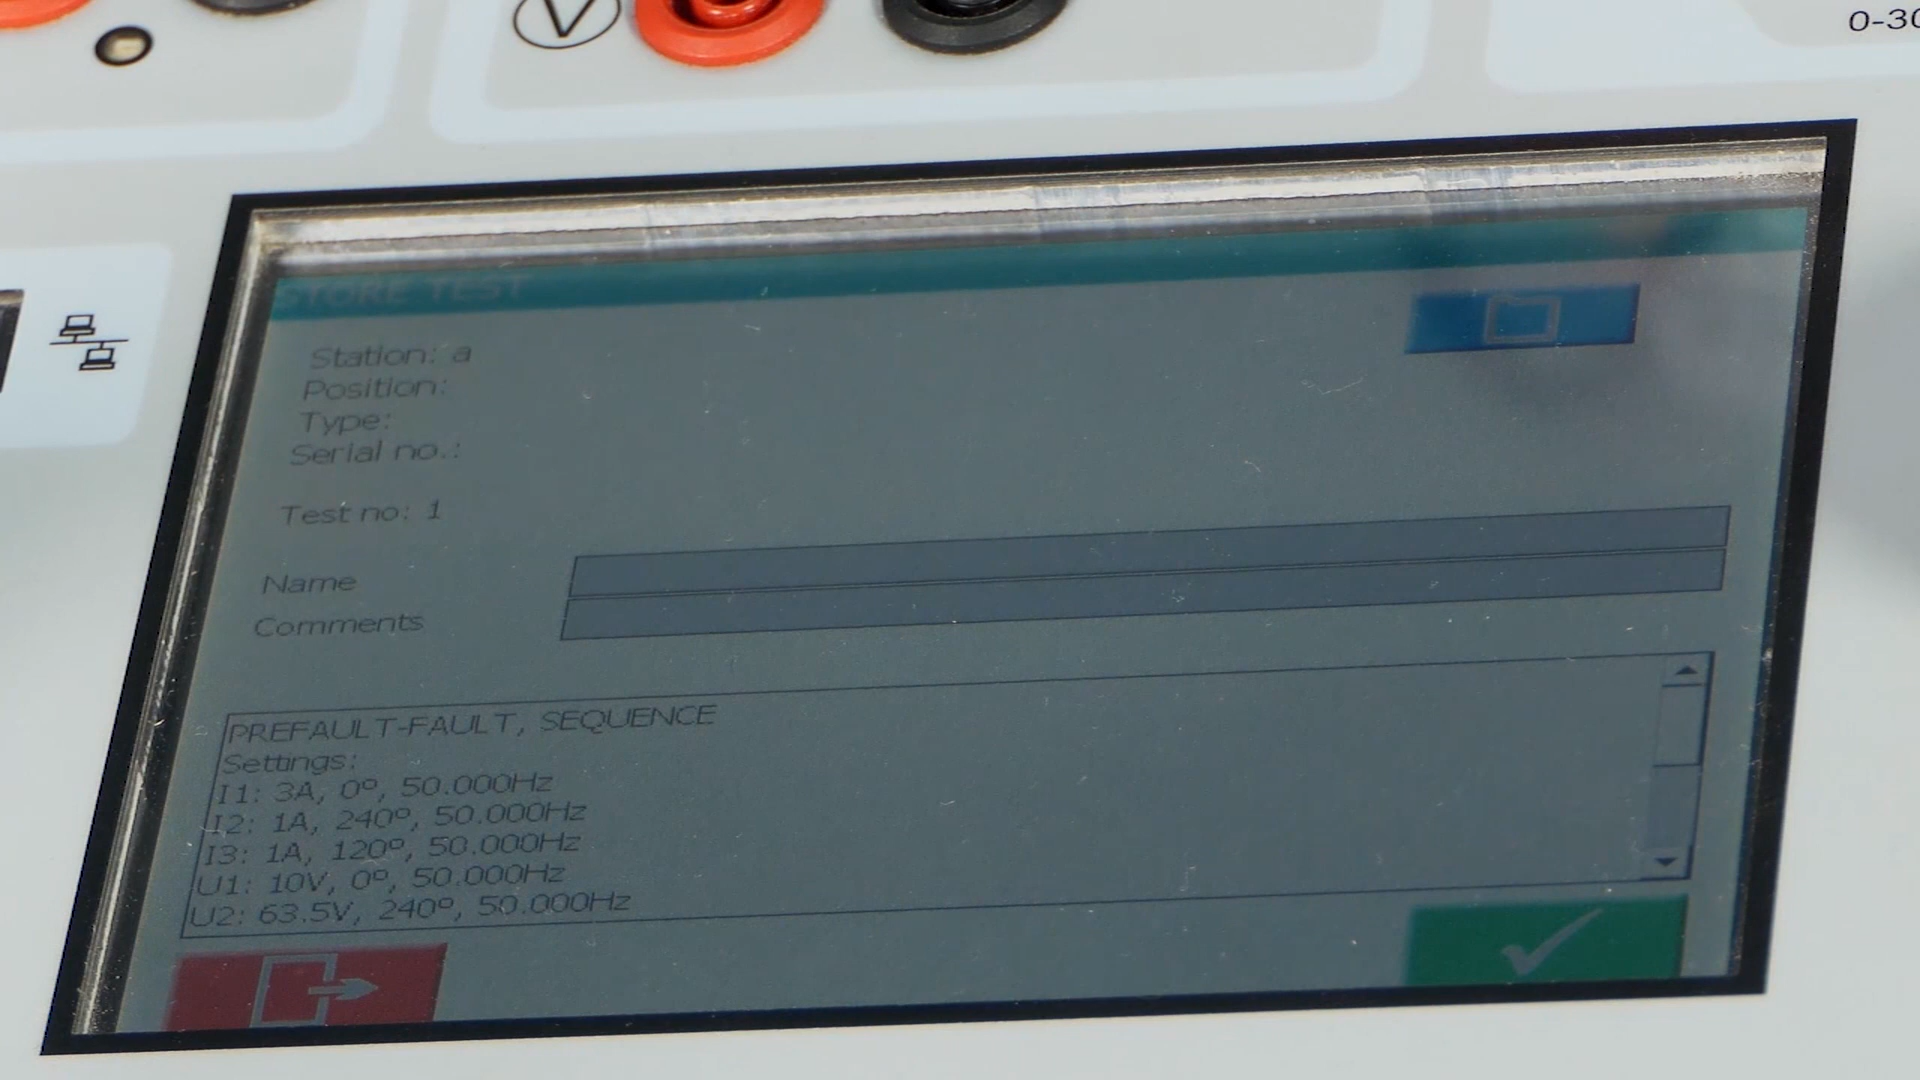 V
0-30
STORE TEST
Station: a
Position:
Type:
Serial no.:
Test no: 1
Name
Comments
PREFAULT-FAULT, SEQUENCE
Settings:
I1: 3A, 0º, 50.000Hz
I2: 1A, 240º, 50.000Hz
I3: 1A, 120º, 50.000Hz
U1: 10V, 0º, 50.000Hz
U2: 63.5V, 240º, 50.000Hz